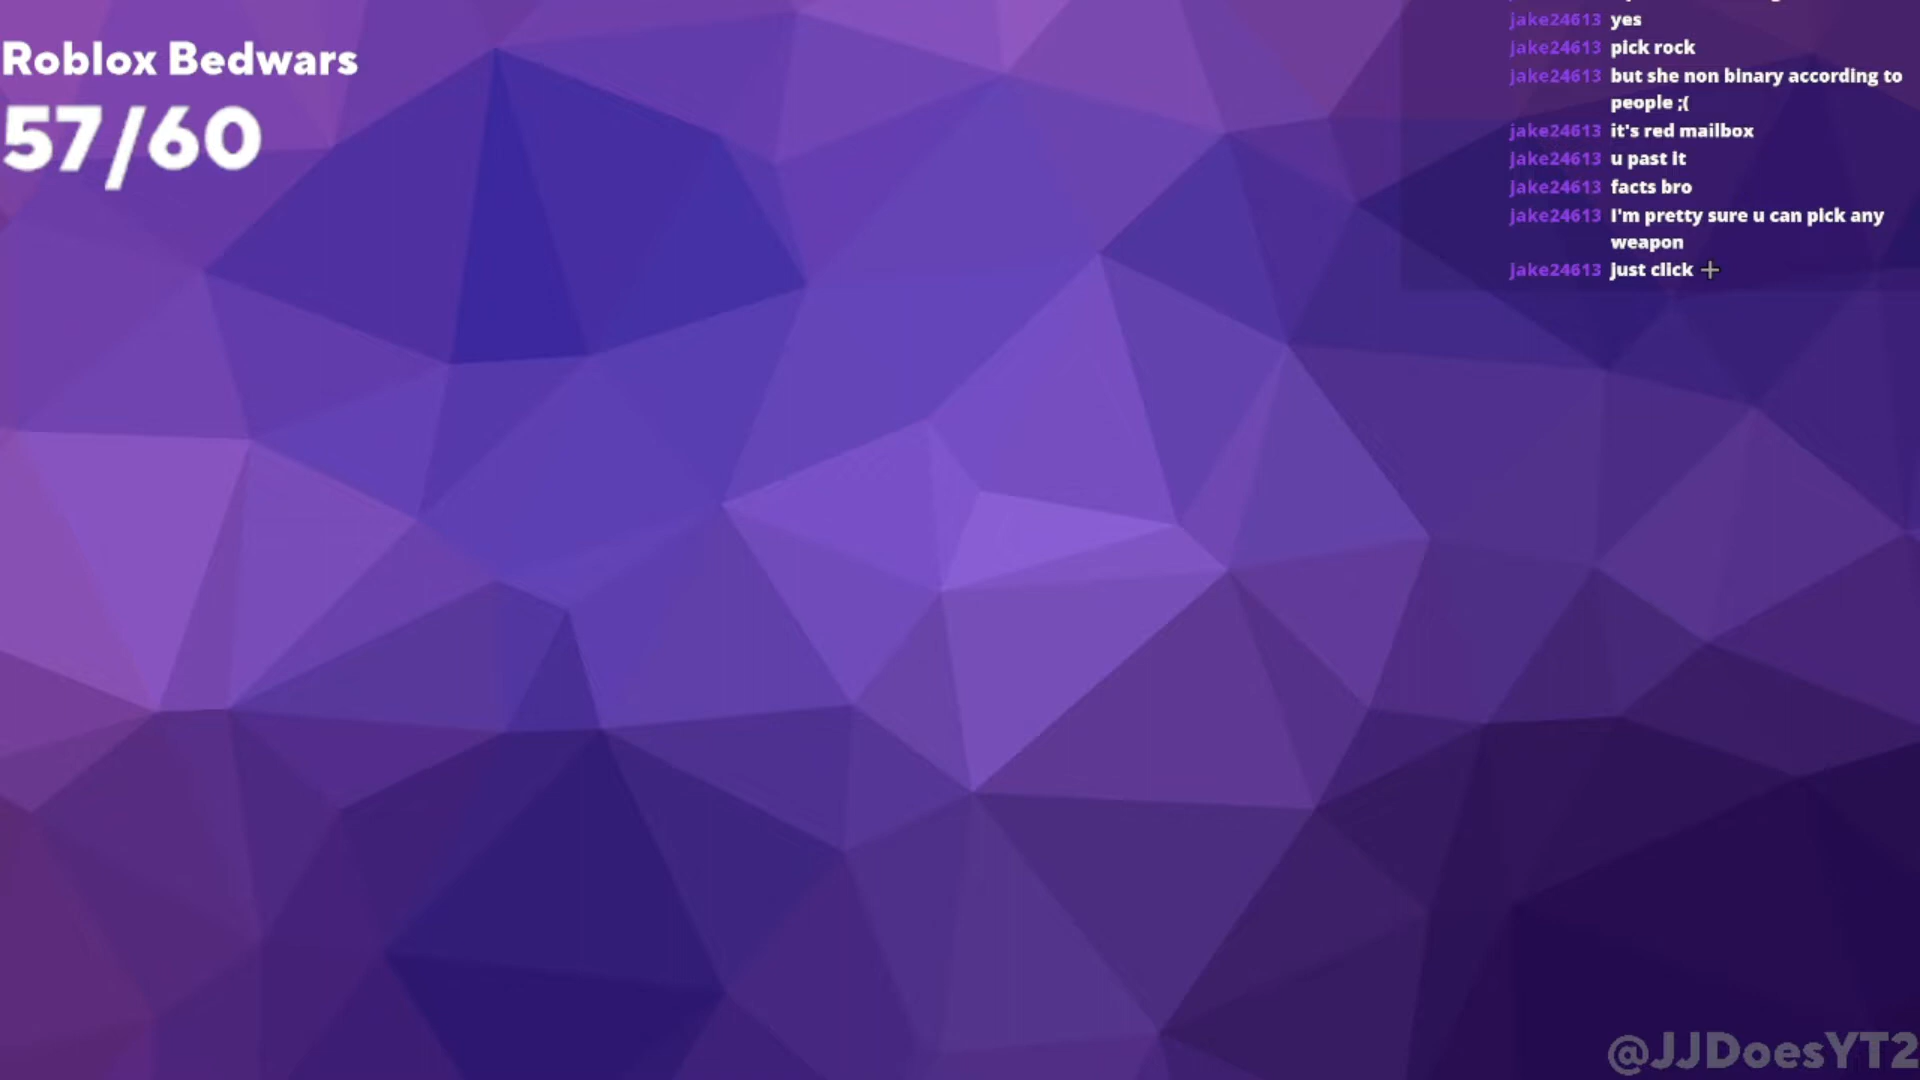 Roblox Bedwars
57/60
jake24613 yes
jake24613 pick rock
jake24613 but she non binary according to
people ;(
jake24613 it's red mailbox
jake24613 u past it
jake24613 facts bro
jake24613 I'm pretty sure u can pick any
weapon
jake24613 just click +
@JJDoesYT2